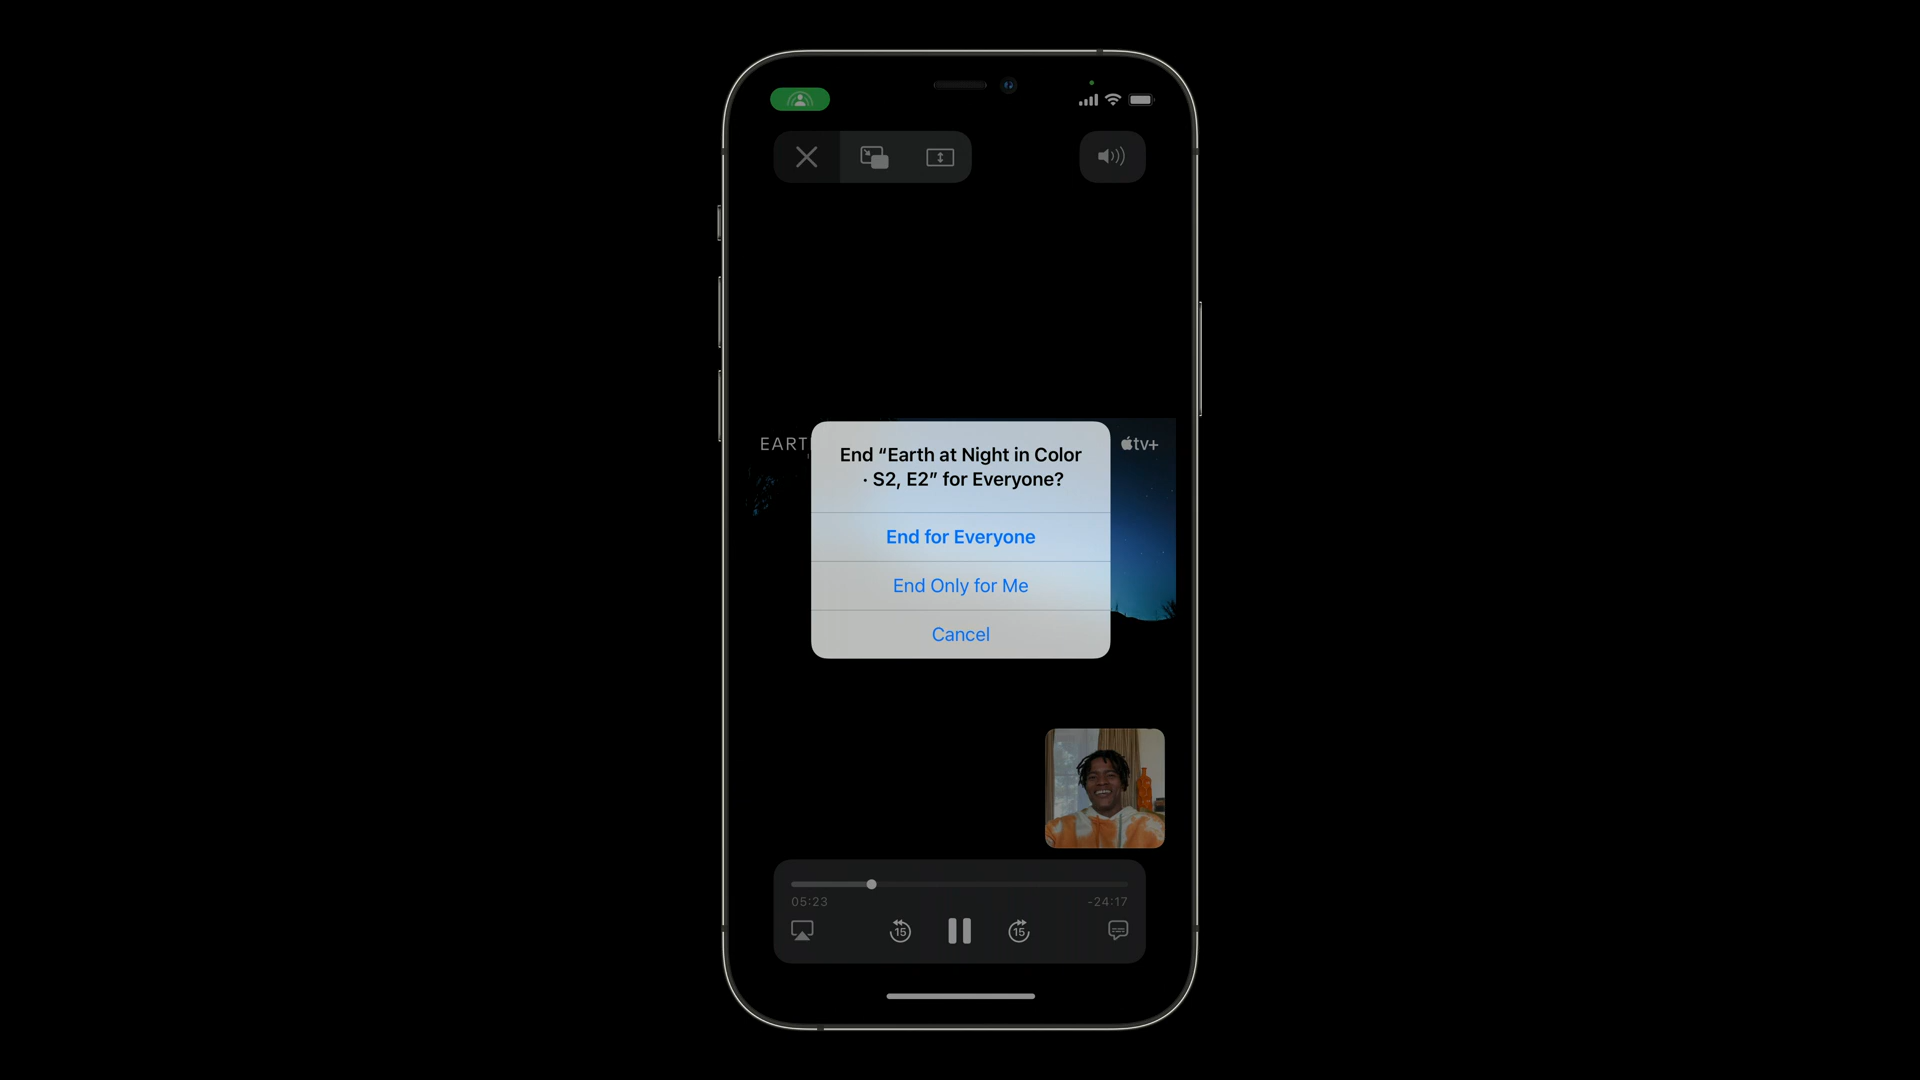 EART
tv+
End “Earth at Night in Color
· S2, E2” for Everyone?
End for Everyone
End Only for Me
Cancel
05:23
-24:17
15
15